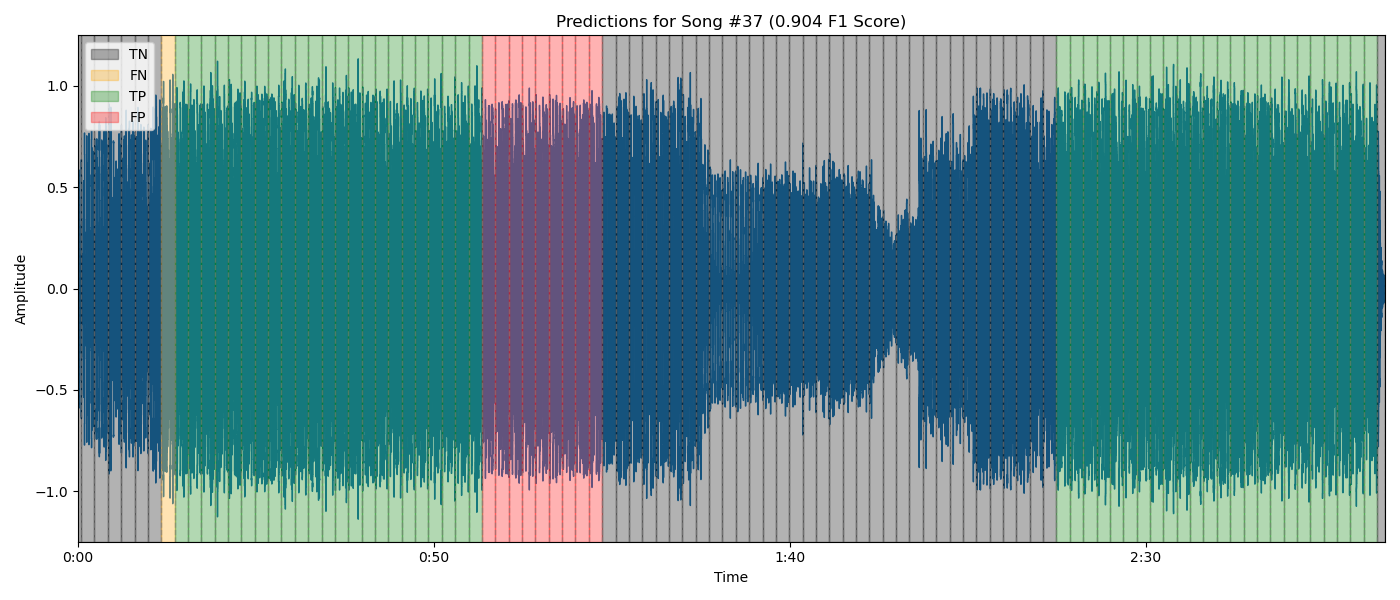 Predictions for Song #37 (0.904 F1 Score)
TN
FN
TP
FP
1.0
0.5
0.0
−0.5
−1.0
Amplitude
0:00
0:50
1:40
2:30
Time